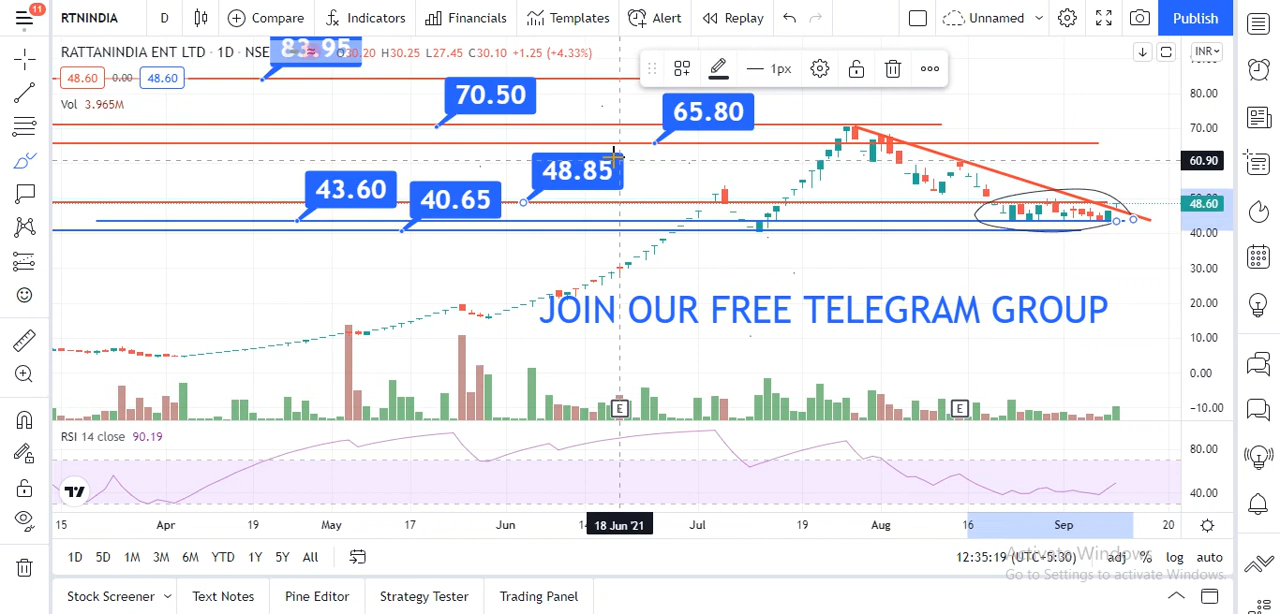 11
RTNINDIA D Compare Indicators Financials Templates Alert Replay Unnamed Publish
RATTANINDIA ENT LTD · 1D · NSE O30.20 H30.25 L27.45 C30.10 +1.25 (+4.33%)
INR
83.95
48.60 0.00 48.60
1px
Vol 3.965M
70.50
65.80
48.85
43.60
40.65
80.00
70.00
60.90
48.60
40.00
30.00
20.00
10.00
0.00
−10.00
JOIN OUR FREE TELEGRAM GROUP
E E
RSI 14 close 90.19
80.00
40.00
15 Apr 19 May 17 Jun 18 Jun '21 Jul 19 Aug 16 Sep 20
1D 5D 1M 3M 6M YTD 1Y 5Y All 12:35:19 (UTC+5:30) adj % log auto
Activate Windows
Go to Settings to activate Windows.
Stock Screener Text Notes Pine Editor Strategy Tester Trading Panel